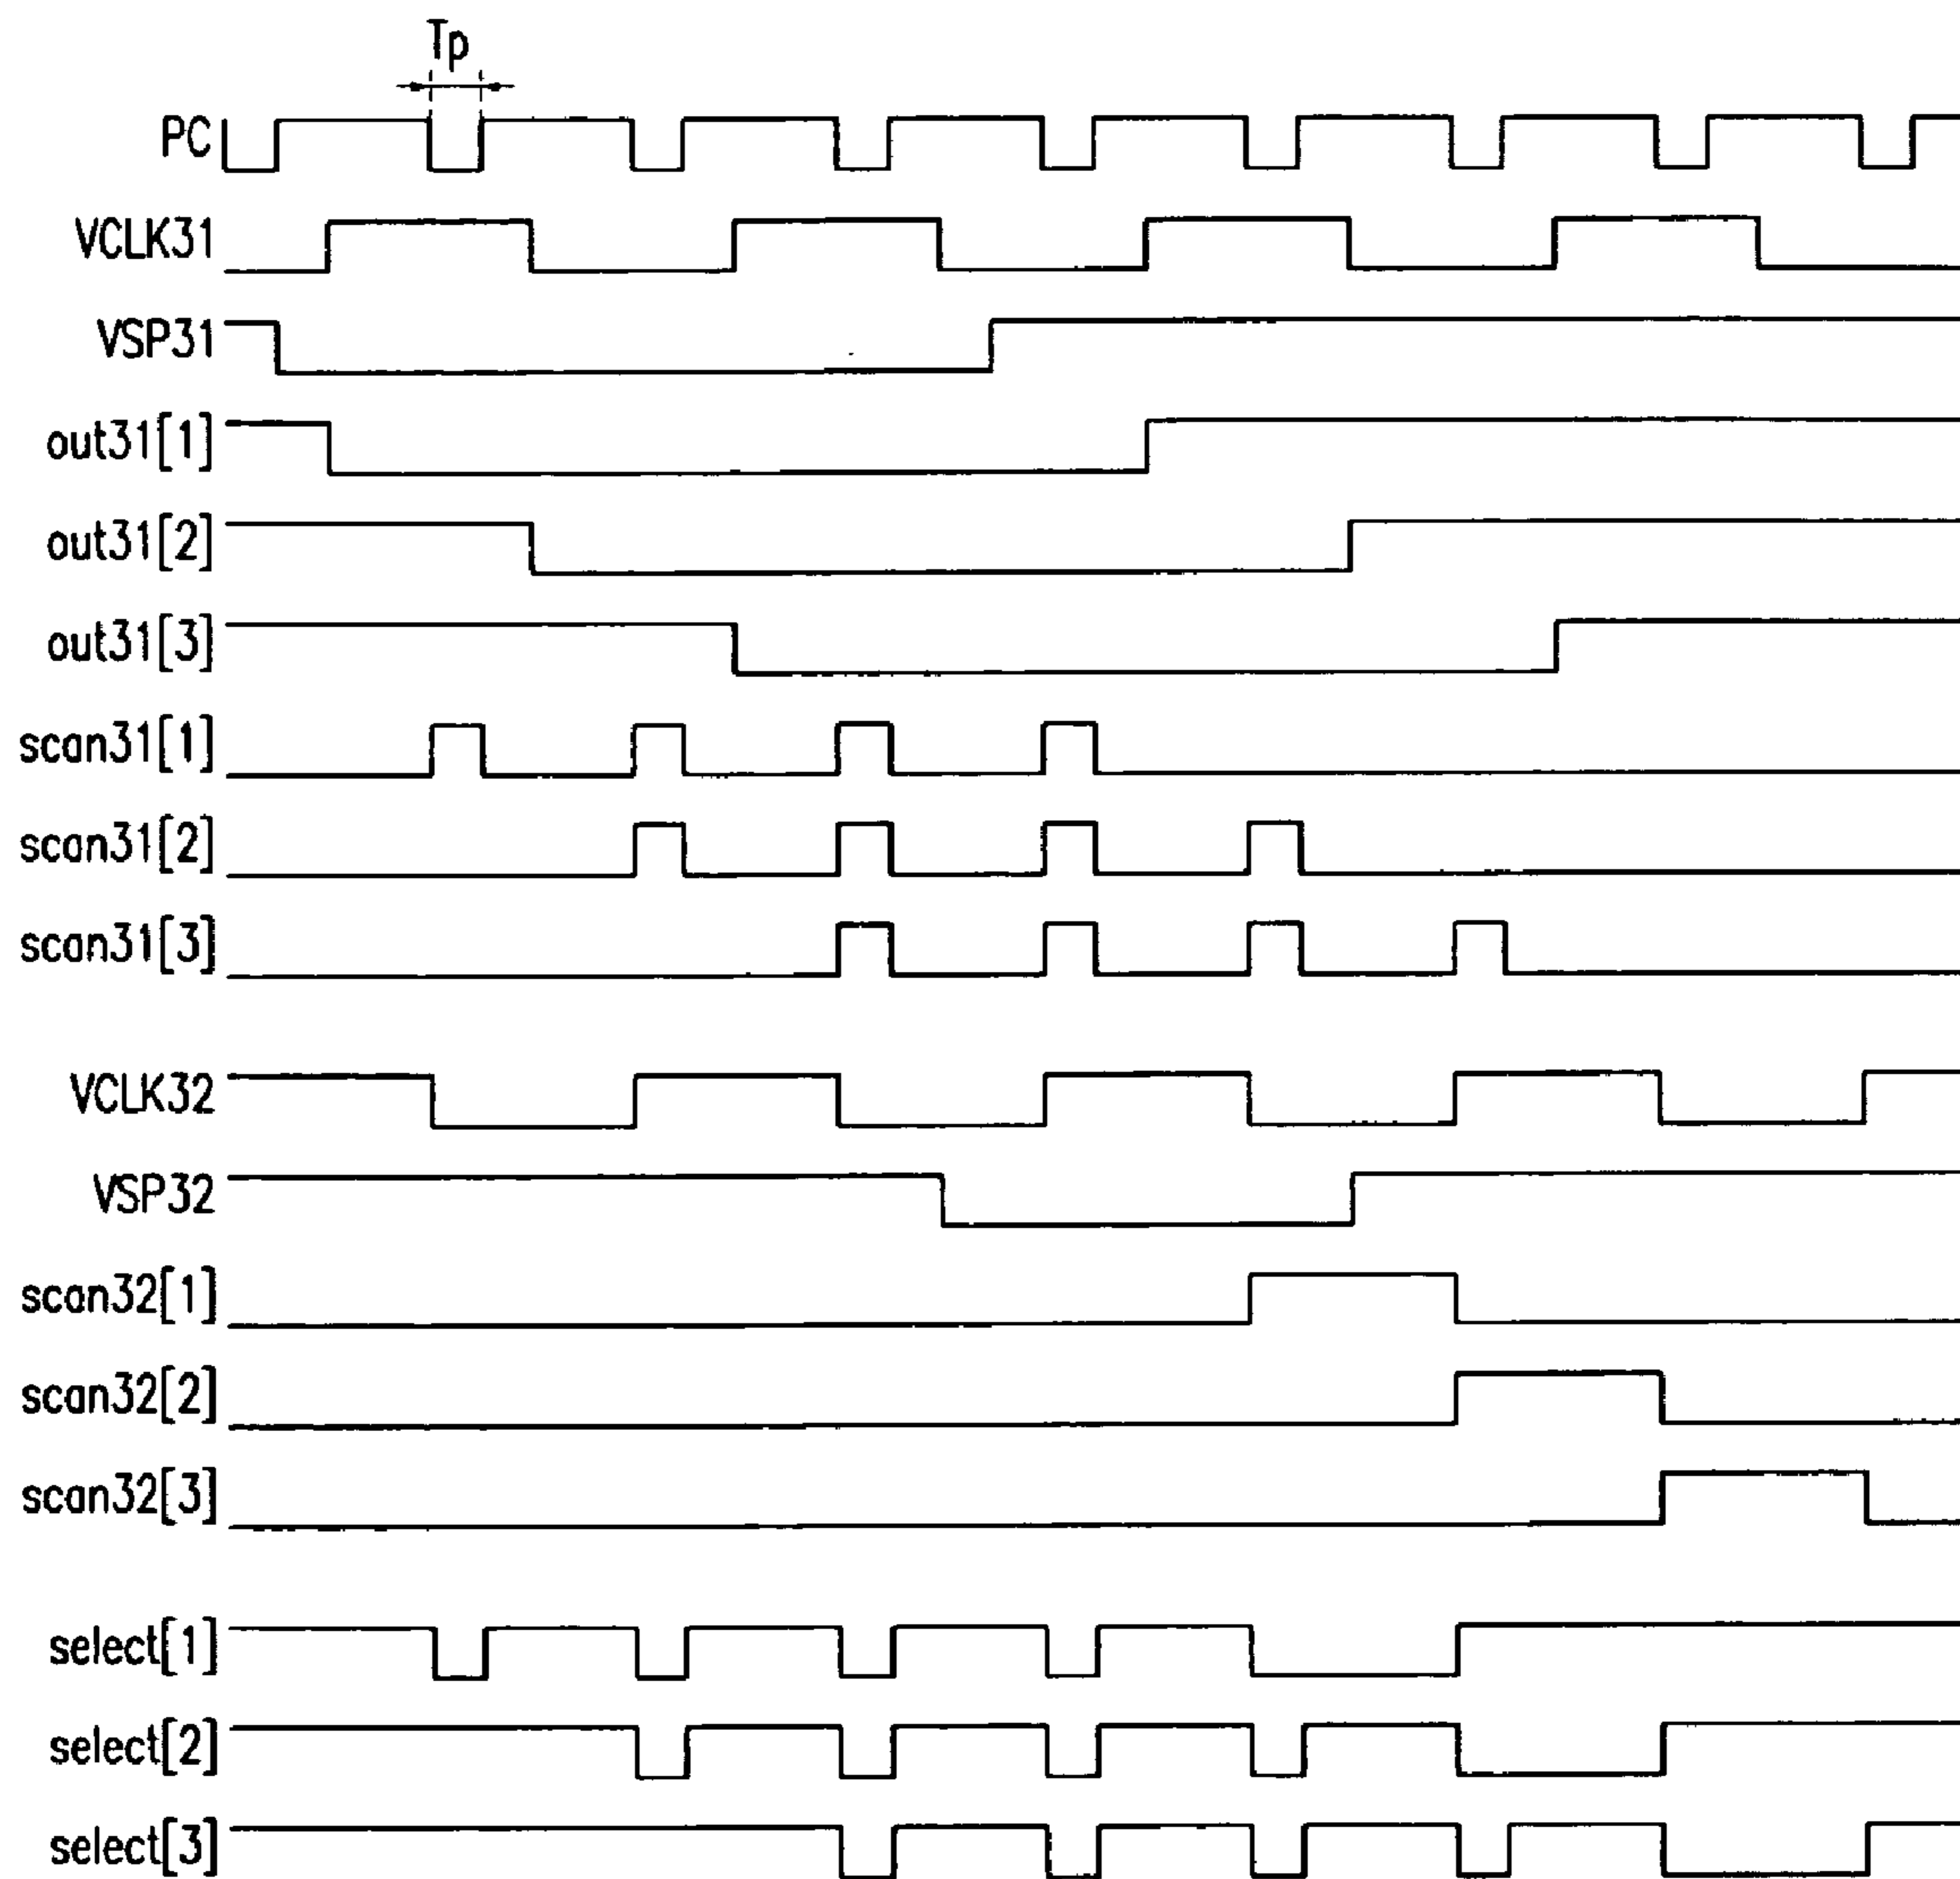 Tp
PC
VCLK31
VSP31
out31[1]
out31[2]
out31[3]
scan31[1]
scan31[2]
scan31[3]
VCLK32
VSP32
scan32[1]
scan32[2]
scan32[3]
select[1]
select[2]
select[3]